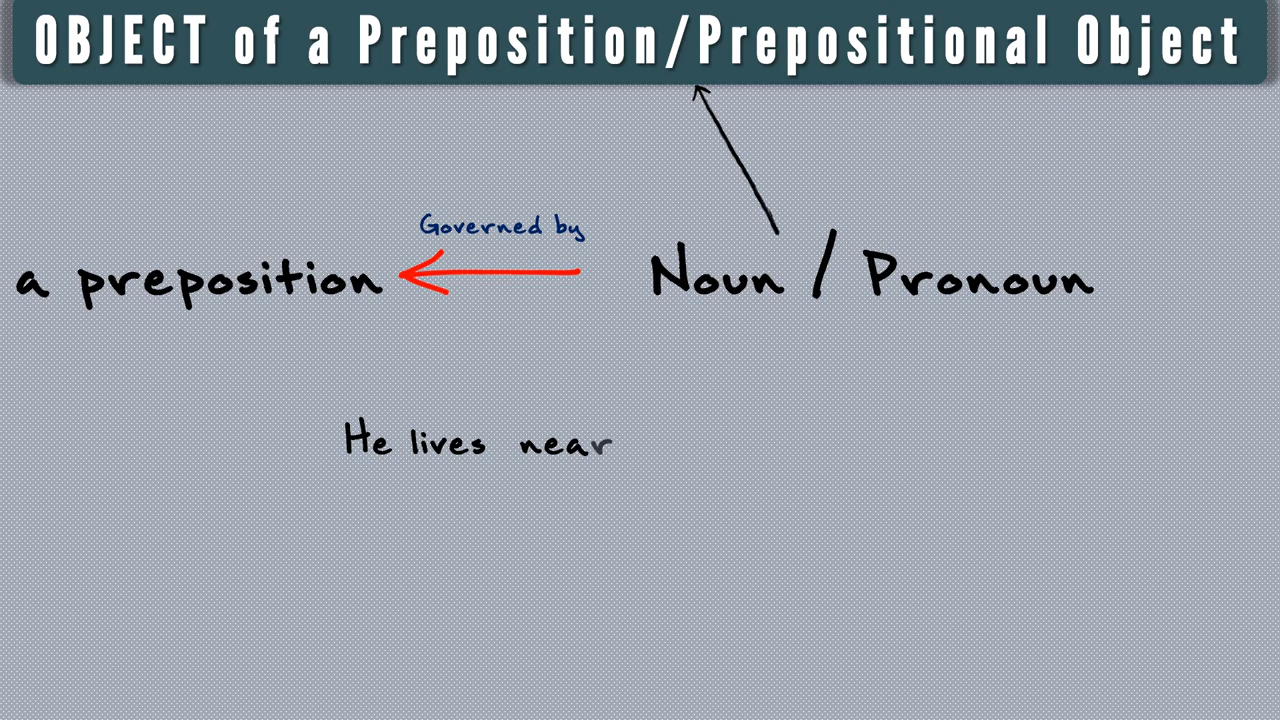 OBJECT of a Preposition/Prepositional Object
Governed by
a preposition Noun / Pronoun
He lives near